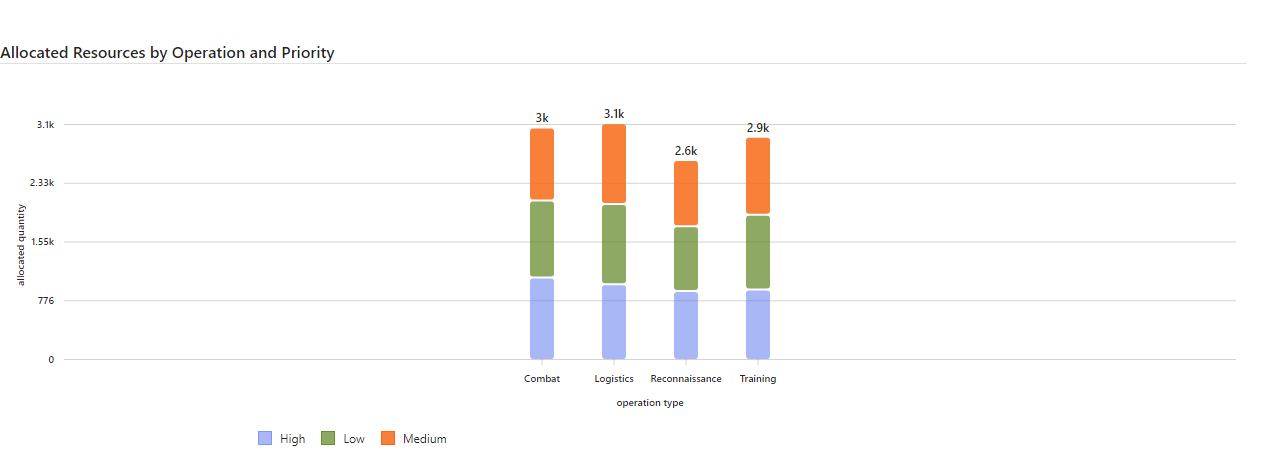 Allocated Resources by Operation and Priority
3k
3.1k
2.6k
2.9k
3.1k
2.33k
1.55k
776
0
allocated quantity
Combat
Logistics
Reconnaissance
Training
operation type
High
Low
Medium